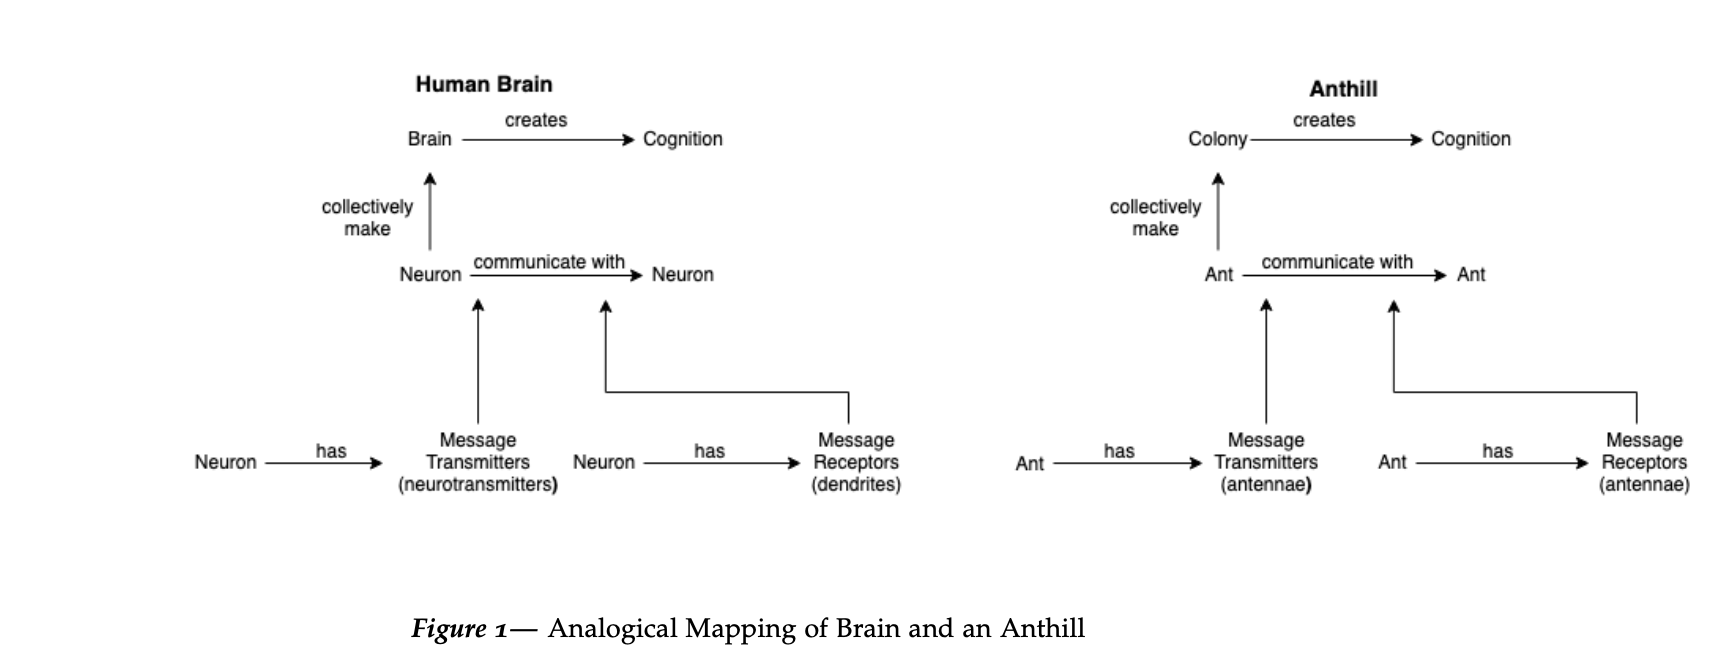 Human Brain
Brain
creates
Cognition
collectively
make
Neuron
communicate with
Neuron
Neuron
has
Message
Transmitters
(neurotransmitters)
Neuron
has
Message
Receptors
(dendrites)
Anthill
Colony
creates
Cognition
collectively
make
Ant
communicate with
Ant
Ant
has
Message
Transmitters
(antennae)
Ant
has
Message
Receptors
(antennae)
Figure 1— Analogical Mapping of Brain and an Anthill